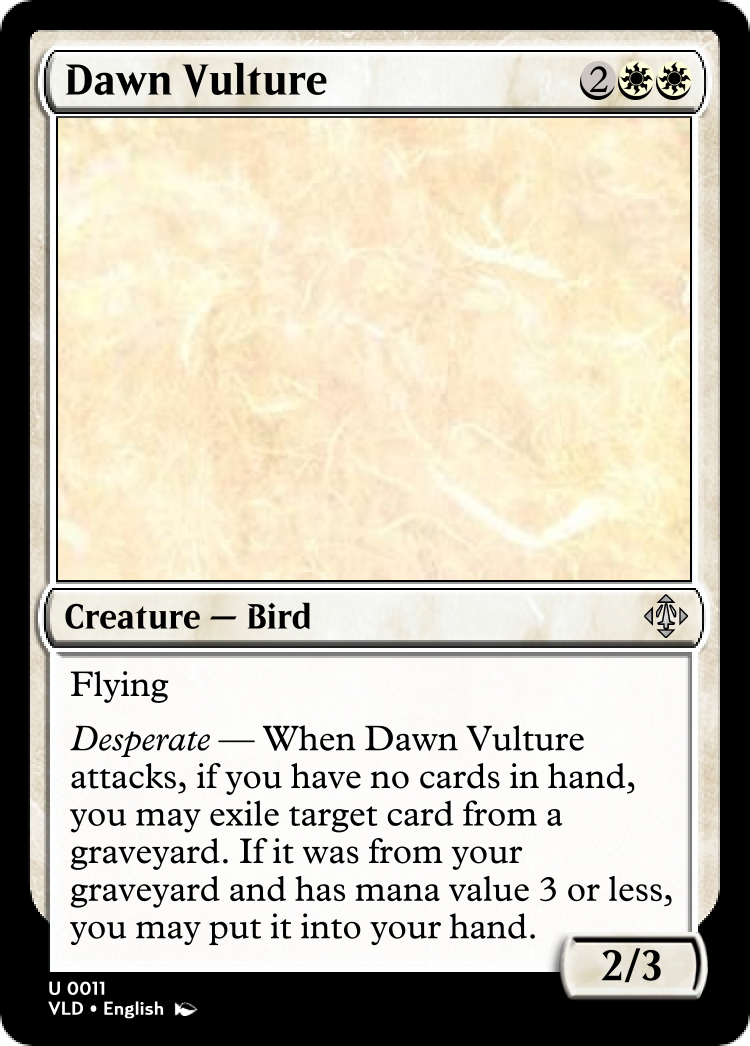 Dawn Vulture 2
Creature — Bird
Flying
Desperate — When Dawn Vulture
attacks, if you have no cards in hand,
you may exile target card from a
graveyard. If it was from your
graveyard and has mana value 3 or less,
you may put it into your hand.
2/3
U 0011
VLD • English